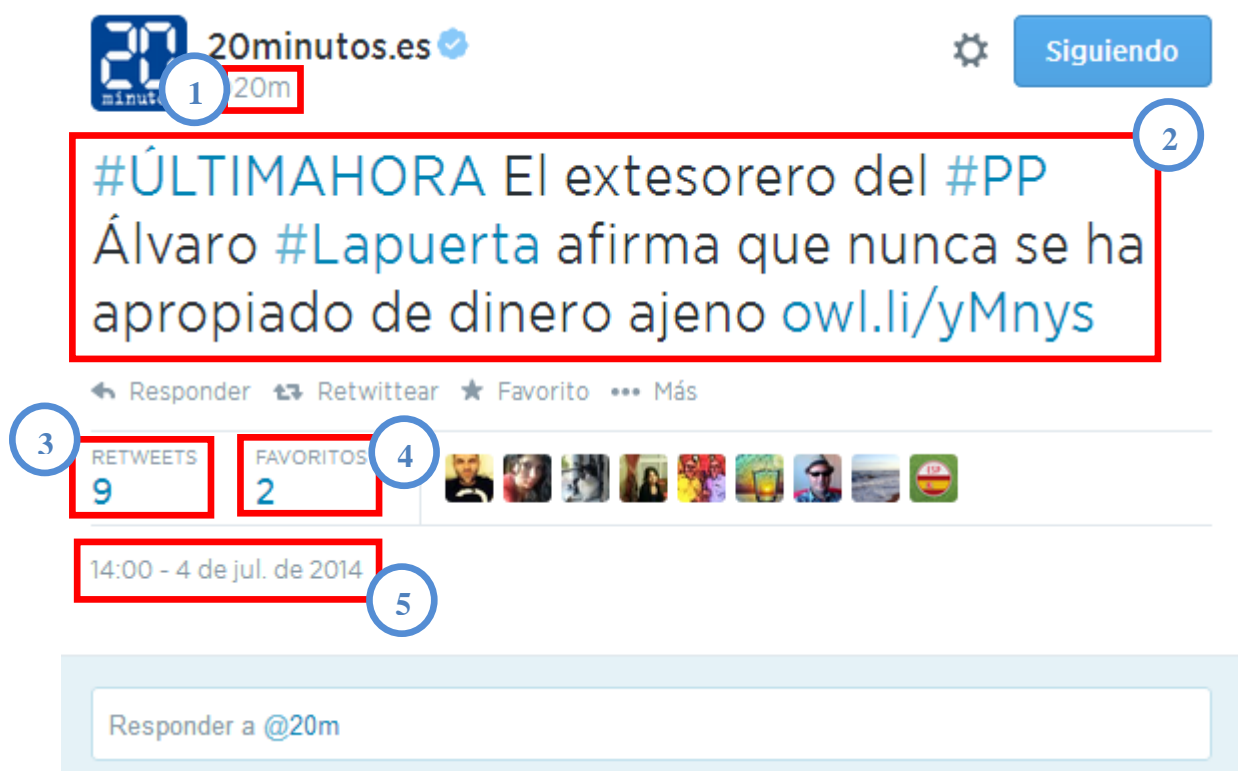 20 20minutos.es
1 20m
Siguiendo
2
#ÚLTIMAHORA El extesorero del #PP
Álvaro #Lapuerta afirma que nunca se ha
apropiado de dinero ajeno owl.li/yMnys
Responder Retwittear Favorito ••• Más
3 4
RETWEETS FAVORITOS
9 2
ESP
14:00 - 4 de jul. de 2014
5
Responder a @20m